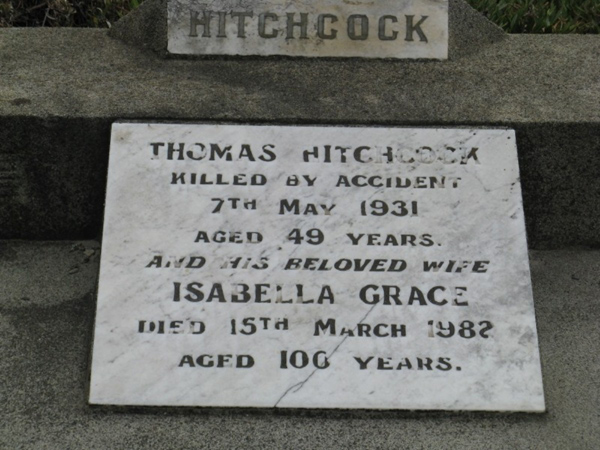 HITCHCOCK
THOMAS HITCHCOCK
KILLED BY ACCIDENT
7TH MAY 1931
AGED 49 YEARS.
AND HIS BELOVED WIFE
ISABELLA GRACE
DIED 15TH MARCH 1982
AGED 100 YEARS.